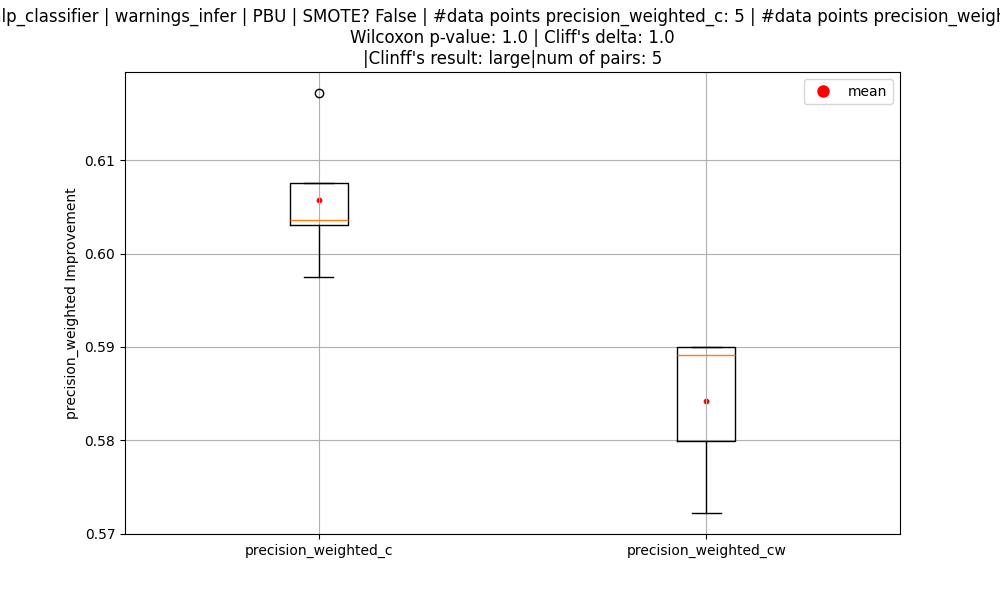 lp_classifier | warnings_infer | PBU | SMOTE? False | #data points precision_weighted_c: 5 | #data points
Wilcoxon p-value: 1.0 | Cliff's delta: 1.0
|Clinff's result: large|num of pairs: 5
mean
precision_weighted Improvement
0.61
0.60
0.59
0.58
0.57
precision_weighted_c
precision_weighted_cw